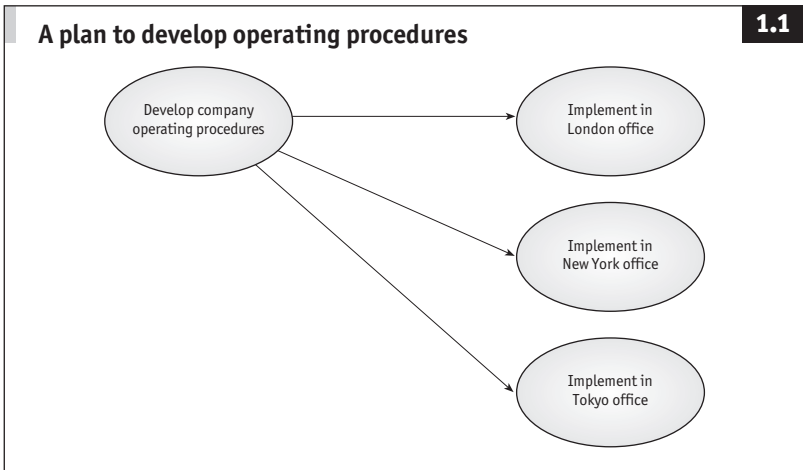 A plan to develop operating procedures
1.1
Develop company
operating procedures
Implement in
London office
Implement in
New York office
Implement in
Tokyo office